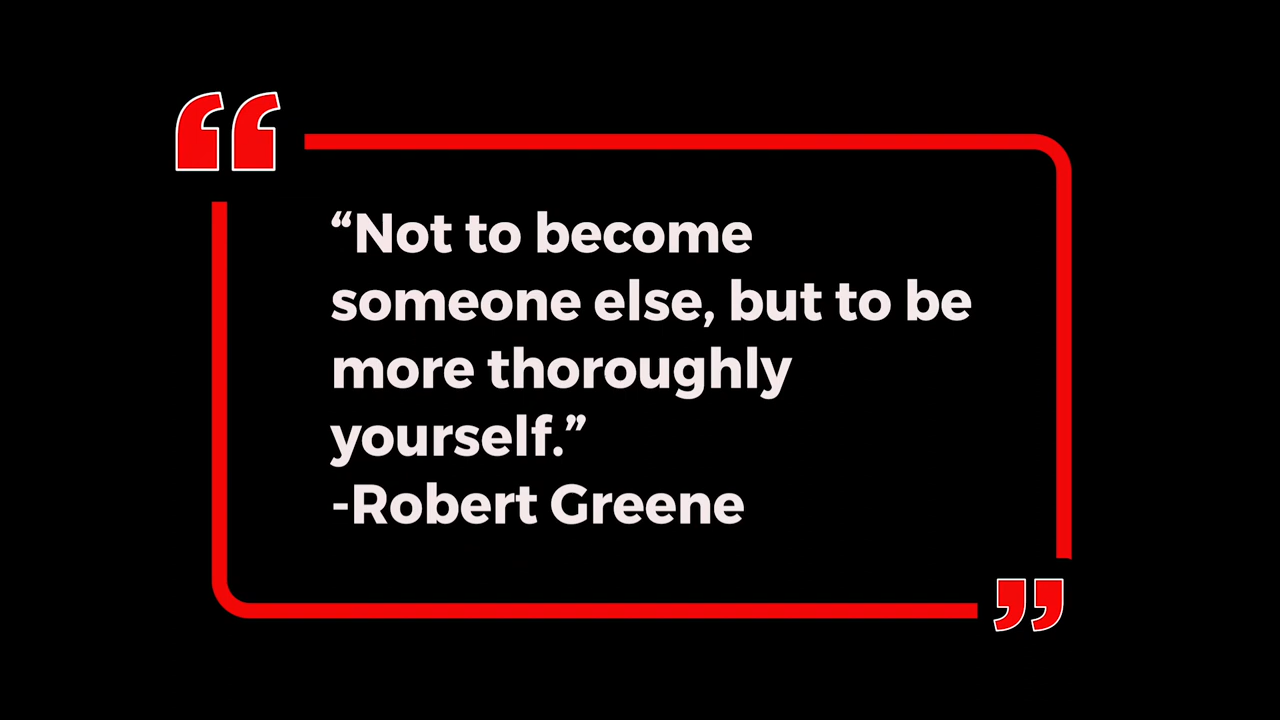 “Not to become
someone else, but to be
more thoroughly
yourself.”
-Robert Greene